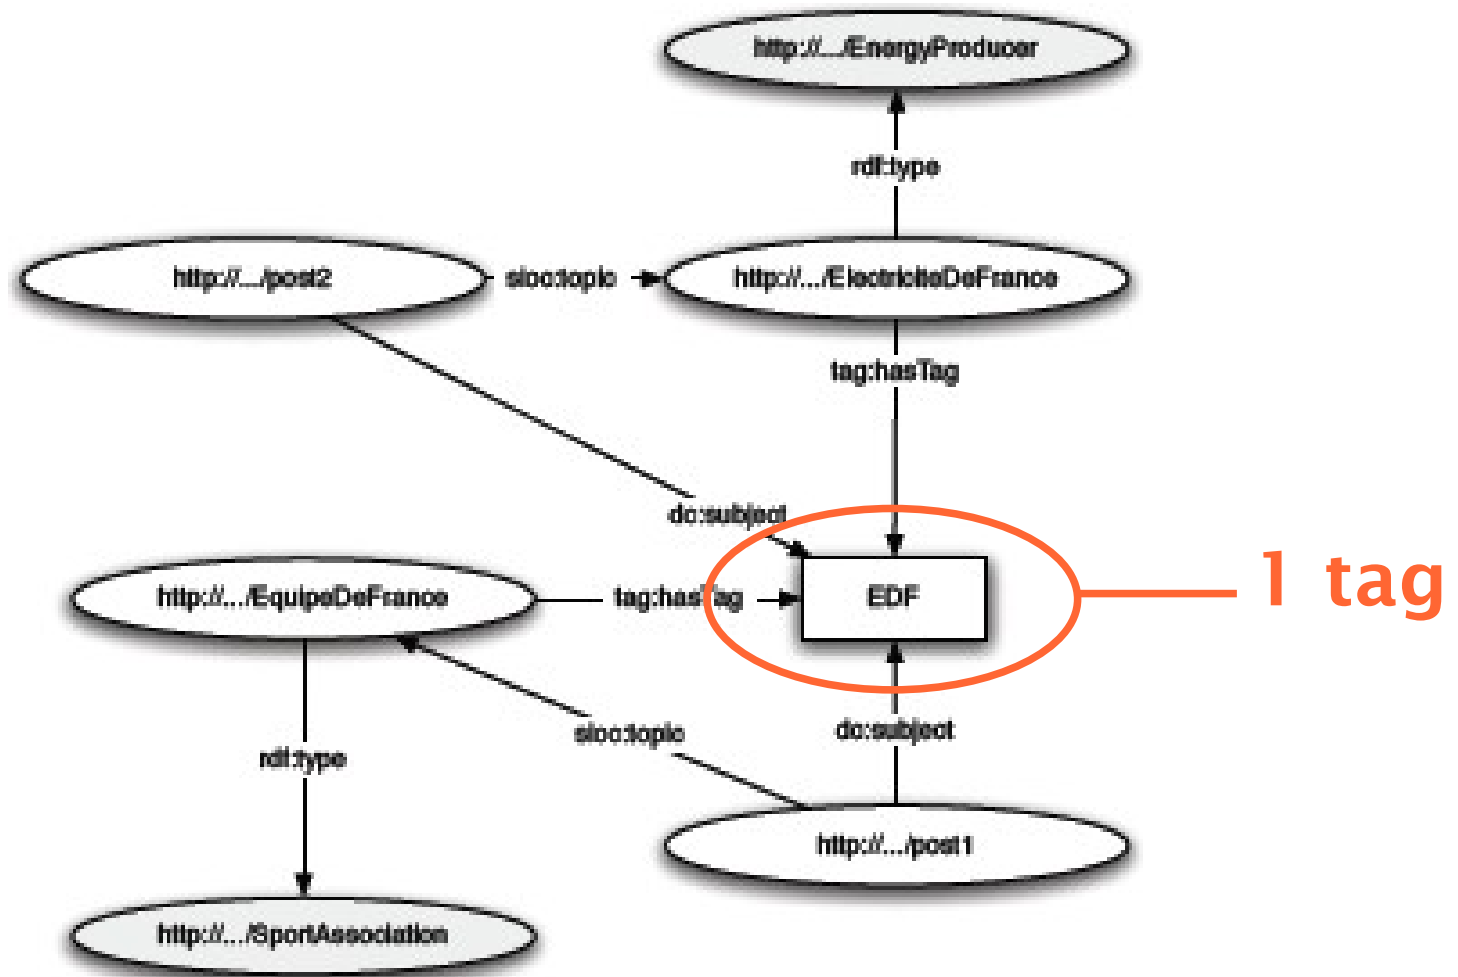 http://.../EnergyProducer
rdf:type
http://.../post2
sioc:topic
http://.../ElectriciteDeFrance
tag:hasTag
dc:subject
http://.../EquipeDeFrance
tag:hasTag
EDF
1 tag
sioc:topic
dc:subject
rdf:type
http://.../post1
http://.../SportAssociation